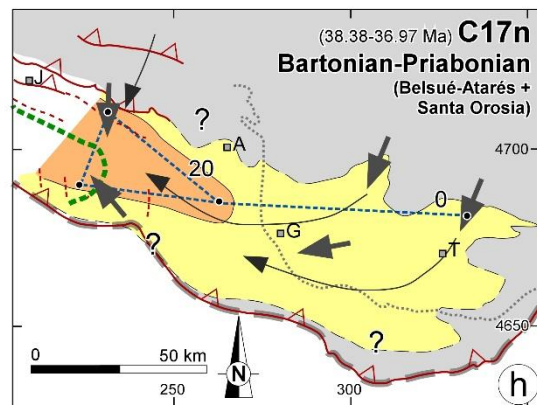 (38.38-36.97 Ma) C17n
Bartonian-Priabonian
(Belsué-Atarés +
Santa Orosia)
J
?
A
4700
20
0
G
T
?
?
4650
0 50 km
N
250
300
h